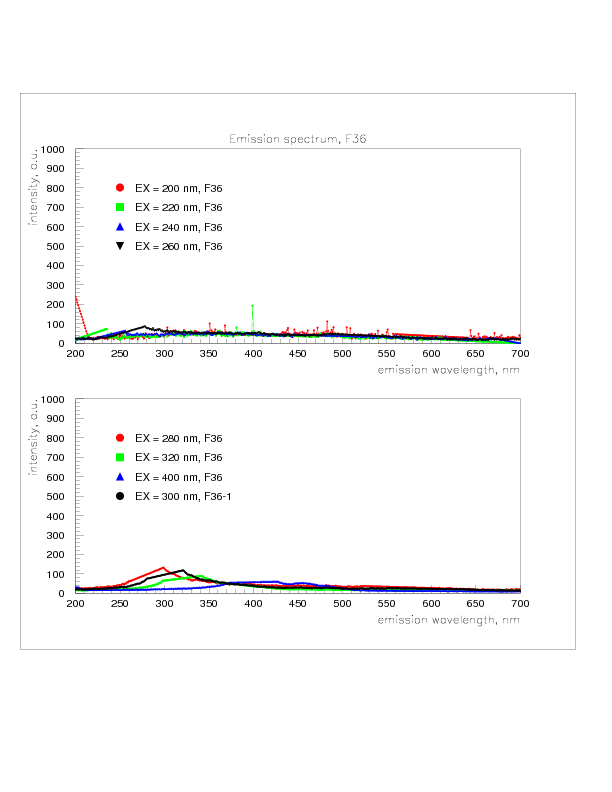 Emission spectrum, F36
intensity, a.u.
1000
900
800
700
600
500
400
300
200
100
0
EX = 200 nm, F36
EX = 220 nm, F36
EX = 240 nm, F36
EX = 260 nm, F36
200 250 300 350 400 450 500 550 600 650 700
emission wavelength, nm
intensity, a.u.
1000
900
800
700
600
500
400
300
200
100
0
EX = 280 nm, F36
EX = 320 nm, F36
EX = 400 nm, F36
EX = 300 nm, F36-1
200 250 300 350 400 450 500 550 600 650 700
emission wavelength, nm